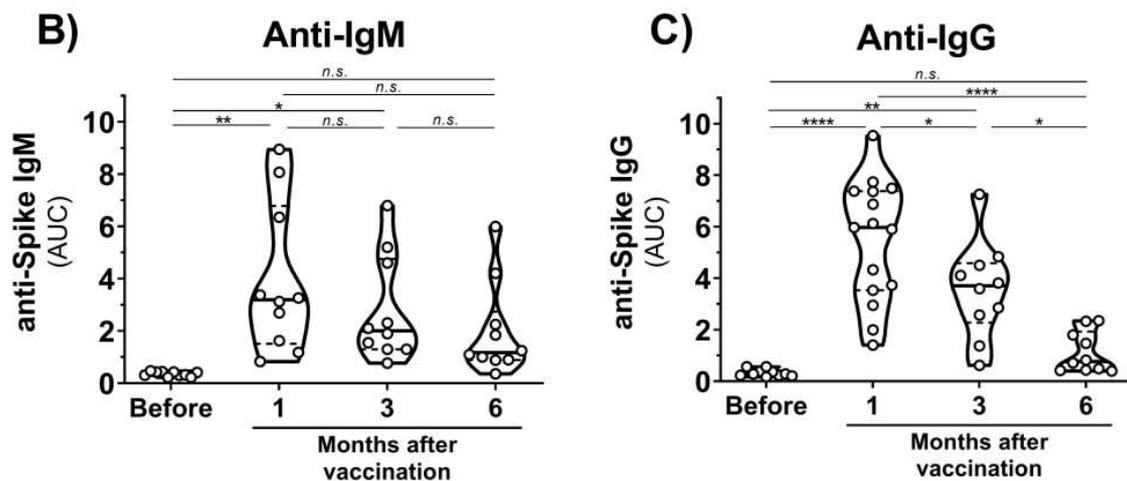 B)
Anti-IgM
n.s.
n.s.
*
** n.s. n.s.
anti-Spike IgM
(AUC)
10
8
6
4
2
0
Before 1 3 6
Months after
vaccination
C)
Anti-IgG
n.s.
****
**
**** * *
anti-Spike IgG
(AUC)
10
8
6
4
2
0
Before 1 3 6
Months after
vaccination